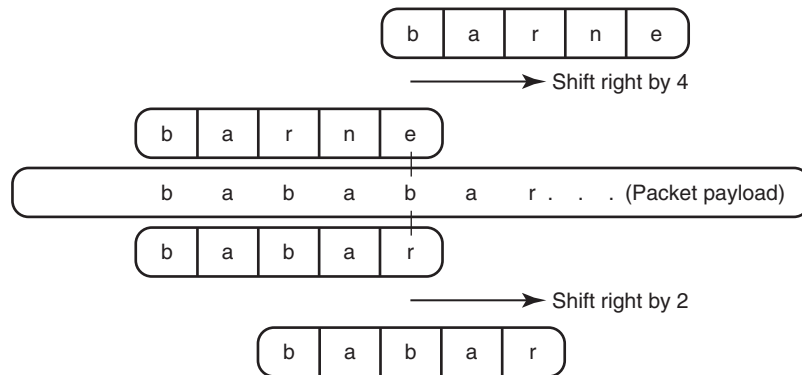 b a r n e
Shift right by 4
b a r n e
b a b a b a r . . . (Packet payload)
b a b a r
Shift right by 2
b a b a r